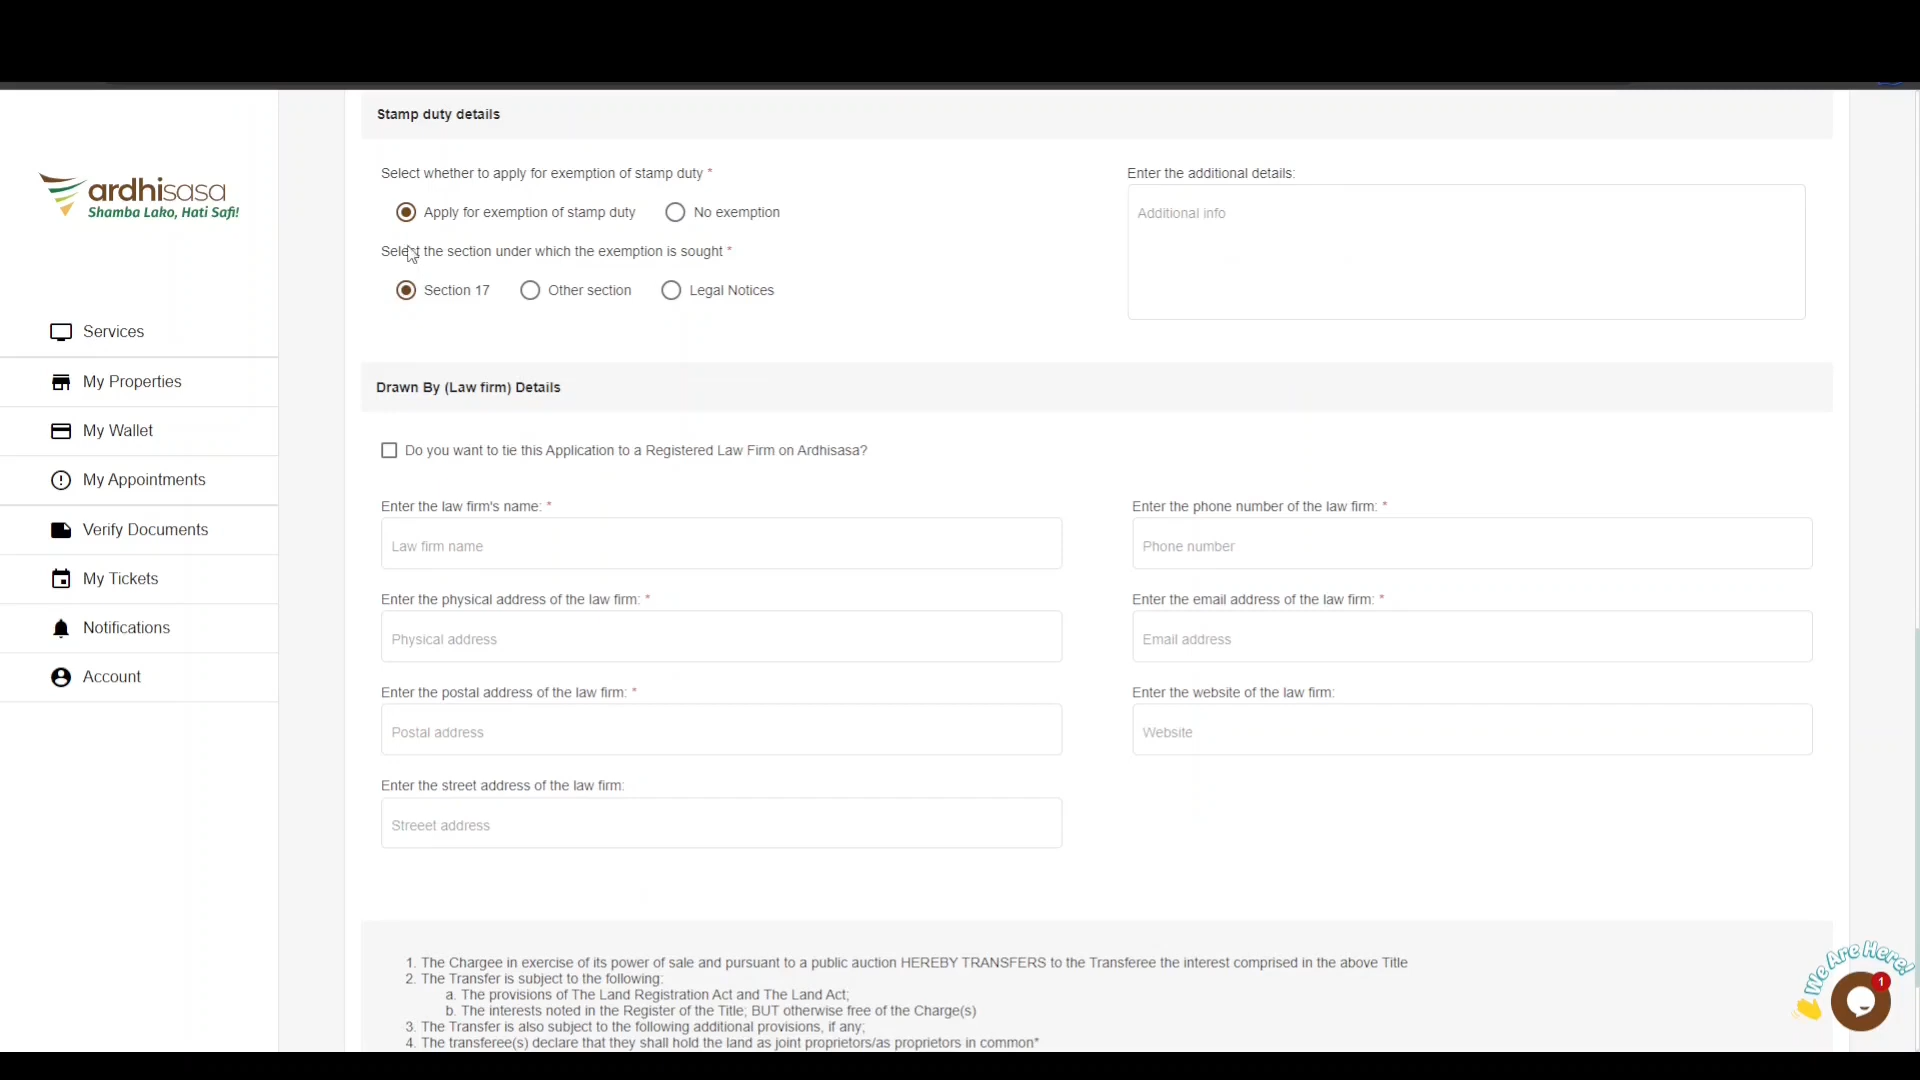 Stamp duty details
Select whether to apply for exemption of stamp duty *
Enter the additional details:
Apply for exemption of stamp duty
No exemption
Additional info
Select the section under which the exemption is sought *
Section 17
Other section
Legal Notices
ardhisasa
Shamba Lako, Hati Safi!
Services
My Properties
My Wallet
My Appointments
Verify Documents
My Tickets
Notifications
Account
Drawn By (Law firm) Details
Do you want to tie this Application to a Registered Law Firm on Ardhisasa?
Enter the law firm's name: *
Law firm name
Enter the phone number of the law firm: *
Phone number
Enter the physical address of the law firm: *
Physical address
Enter the email address of the law firm: *
Email address
Enter the postal address of the law firm: *
Postal address
Enter the website of the law firm:
Website
Enter the street address of the law firm:
Streeet address
1. The Chargee in exercise of its power of sale and pursuant to a public auction HEREBY TRANSFERS to the Transferee the interest comprised in the above Title
2. The Transfer is subject to the following:
a. The provisions of The Land Registration Act and The Land Act;
b. The interests noted in the Register of the Title; BUT otherwise free of the Charge(s)
3. The Transfer is also subject to the following additional provisions, if any;
4. The transferee(s) declare that they shall hold the land as joint proprietors/as proprietors in common*
We Are Here!
1